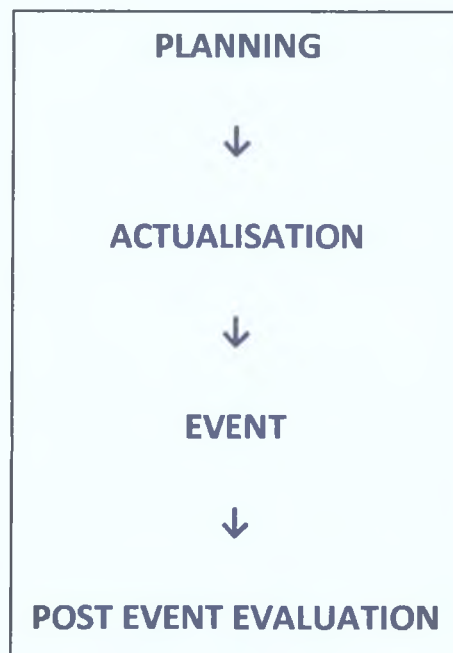 PLANNING
↓
ACTUALISATION
↓
EVENT
↓
POST EVENT EVALUATION